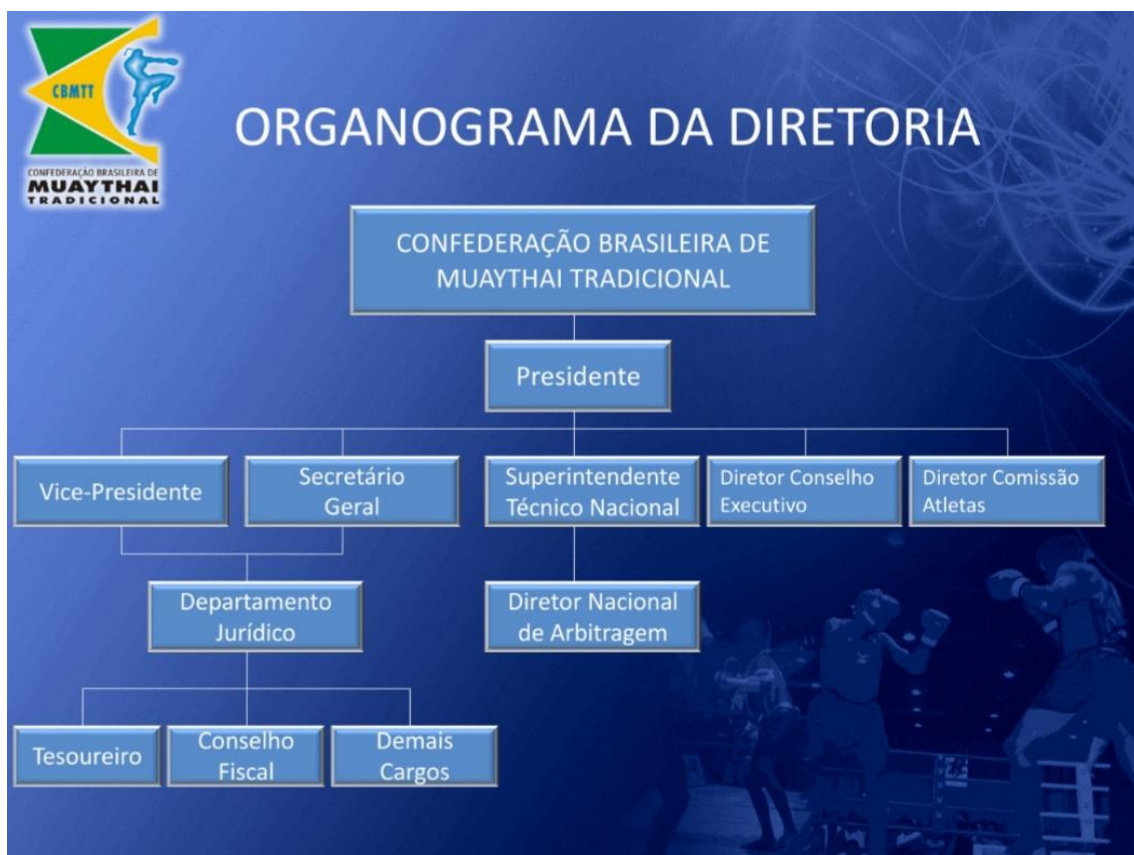 CBMTT
CONFEDERAÇÃO BRASILEIRA DE
MUAYTHAI
TRADICIONAL
ORGANOGRAMA DA DIRETORIA
CONFEDERAÇÃO BRASILEIRA DE
MUAYTHAI TRADICIONAL
Presidente
Vice-Presidente
Secretário
Geral
Superintendente
Técnico Nacional
Diretor Conselho
Executivo
Diretor Comissão
Atletas
Departamento
Jurídico
Diretor Nacional
de Arbitragem
Tesoureiro
Conselho
Fiscal
Demais
Cargos